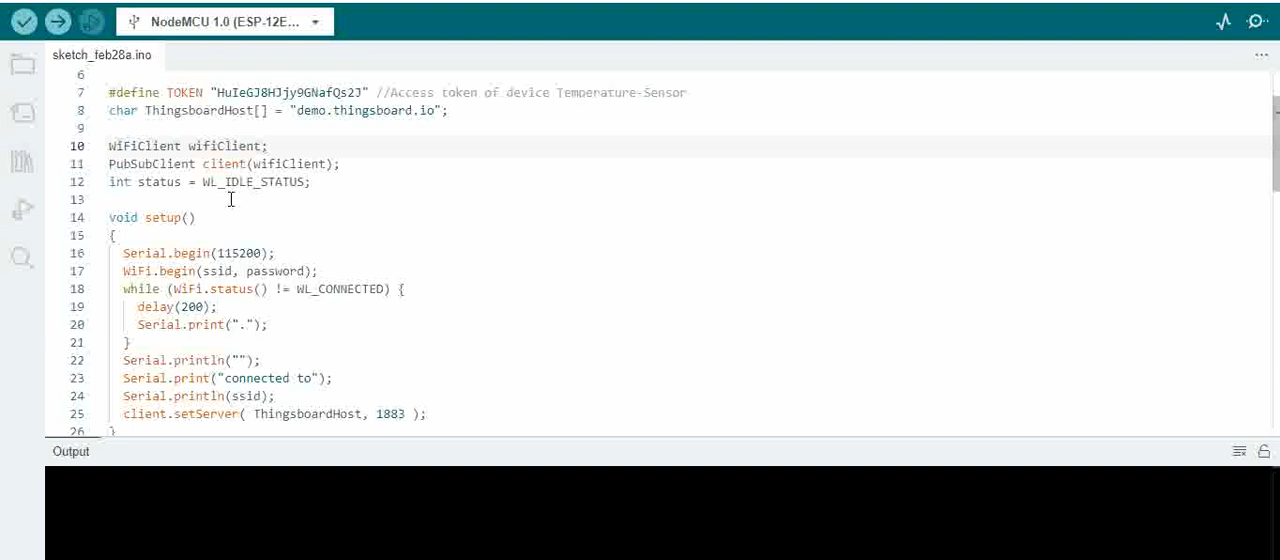 NodeMCU 1.0 (ESP-12E...
sketch_feb28a.ino
6
7 #define TOKEN "HuIeGJ8HJjy9GNafQs2J" //Access token of device Temperature-Sensor
8 char ThingsboardHost[] = "demo.thingsboard.io";
9
10 WiFiClient wifiClient;
11 PubSubClient client(wifiClient);
12 int status = WL_IDLE_STATUS;
13
14 void setup()
15 {
16 Serial.begin(115200);
17 WiFi.begin(ssid, password);
18 while (WiFi.status() != WL_CONNECTED) {
19 delay(200);
20 Serial.print(".");
21 }
22 Serial.println("");
23 Serial.print("connected to");
24 Serial.println(ssid);
25 client.setServer( ThingsboardHost, 1883 );
26 }
Output